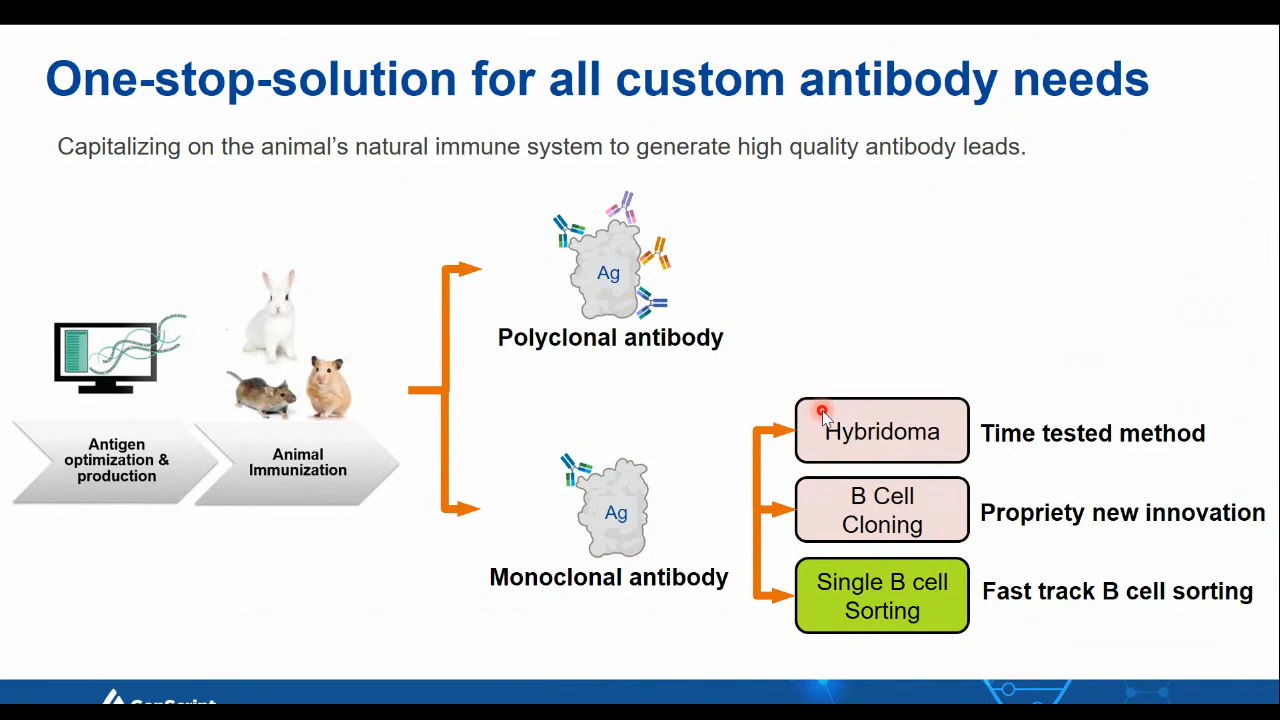 One-stop-solution for all custom antibody needs
Capitalizing on the animal's natural immune system to generate high quality antibody leads.
Antigen
optimization &
production
Animal
Immunization
Ag
Polyclonal antibody
Ag
Monoclonal antibody
Hybridoma
Time tested method
B Cell
Cloning
Propriety new innovation
Single B cell
Sorting
Fast track B cell sorting
GenScript